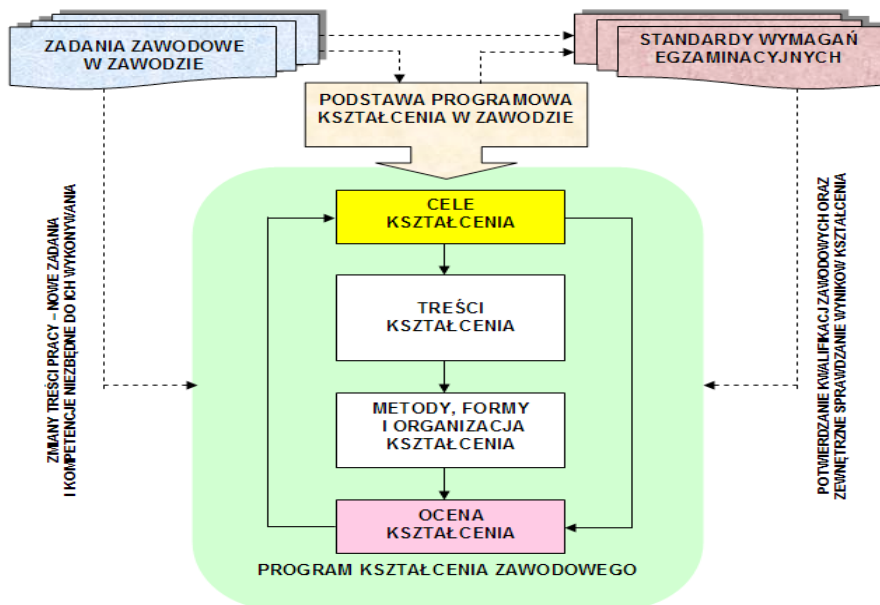 ZADANIA ZAWODOWE
W ZAWODZIE
STANDARDY WYMAGAŃ
EGZAMINACYJNYCH
PODSTAWA PROGRAMOWA
KSZTAŁCENIA W ZAWODZIE
CELE
KSZTAŁCENIA
TREŚCI
KSZTAŁCENIA
METODY, FORMY
I ORGANIZACJA
KSZTAŁCENIA
OCENA
KSZTAŁCENIA
PROGRAM KSZTAŁCENIA ZAWODOWEGO
ZMIANY TREŚCI PRACY – NOWE ZADANIA
I KOMPETENCJE NIEZBĘDNE DO ICH WYKONYWANIA
POTWIERDZANIE KWALIFIKACJI ZAWODOWYCH ORAZ
ZEWNĘTRZNE SPRAWDZANIE WYNIKÓW KSZTAŁCENIA